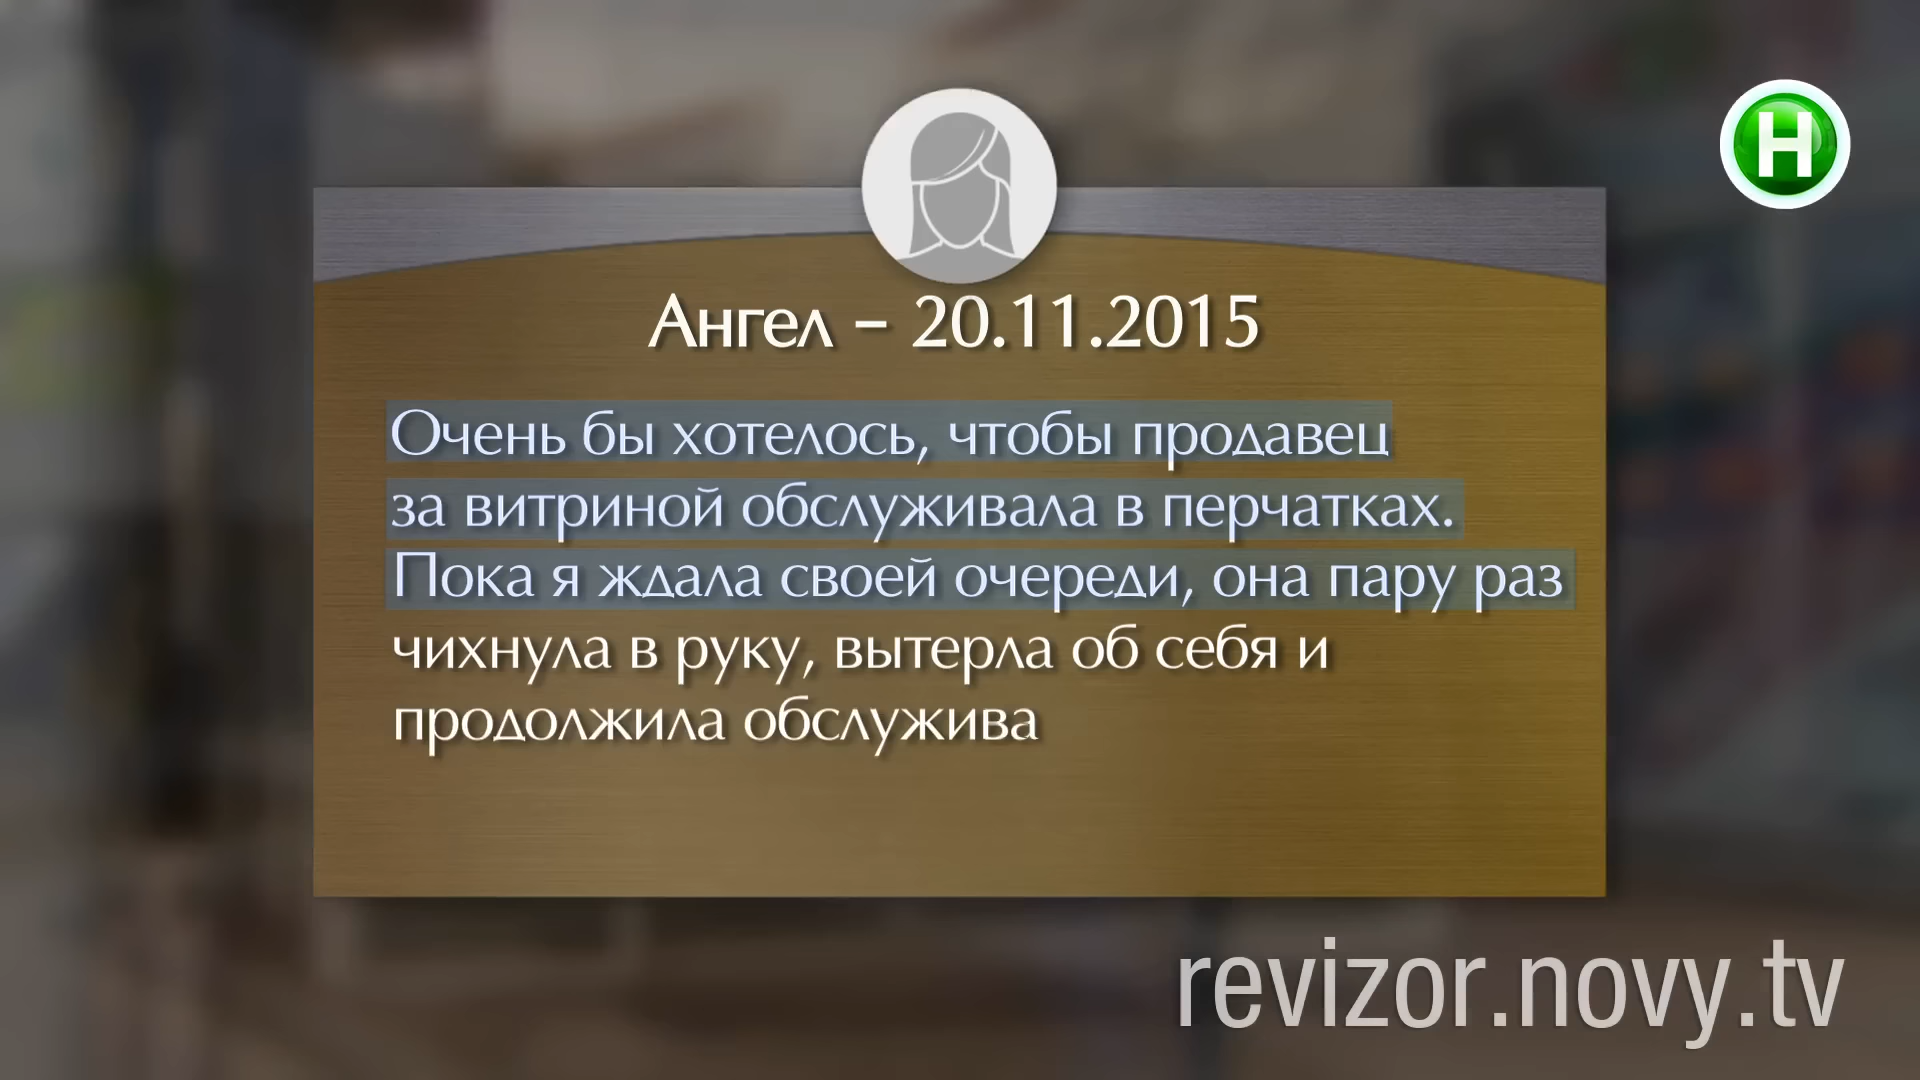 Н
Ангел – 20.11.2015
Очень бы хотелось, чтобы продавец
за витриной обслуживала в перчатках.
Пока я ждала своей очереди, она пару раз
чихнула в руку, вытерла об себя и
продолжила обслужива
revizor.novy.tv